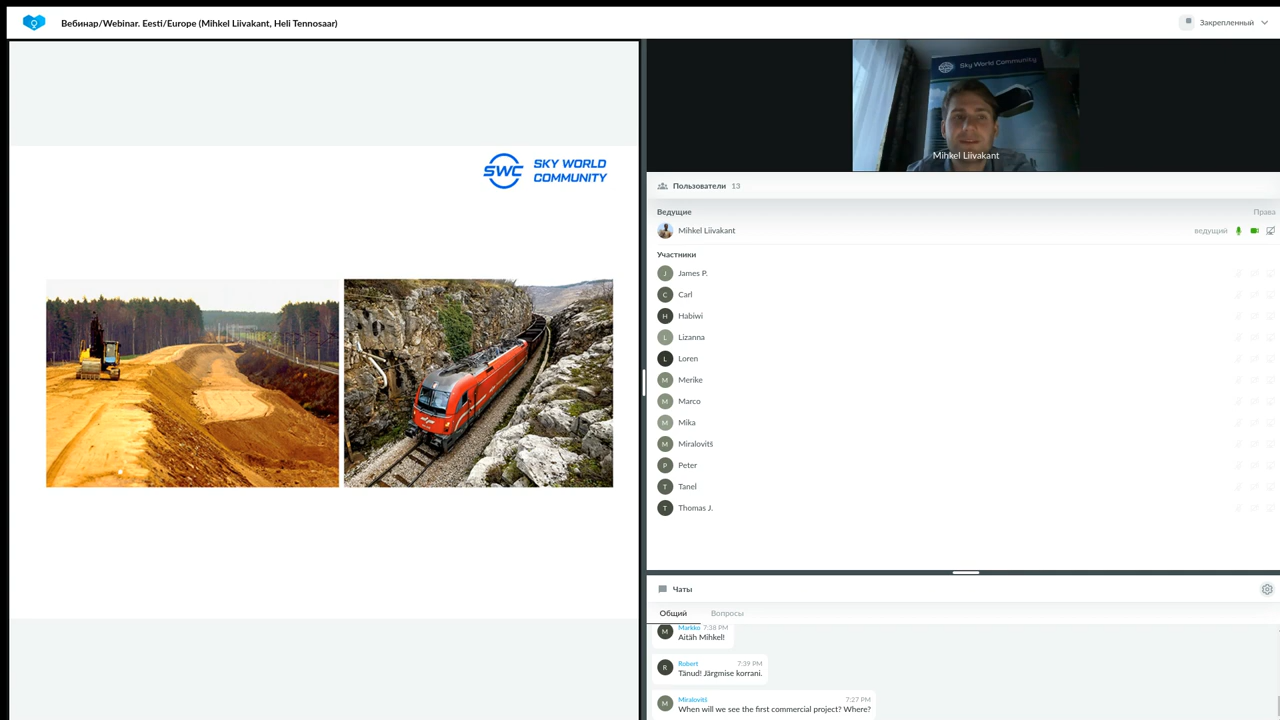 Вебинар/Webinar. Eesti/Europe (Mihkel Liivakant, Heli Tennosaar)
Закрепленный
SWC
SKY WORLD
COMMUNITY
Sky World Community
Mihkel Liivakant
Пользователи 13
Ведущие
Права
Mihkel Liivakant
ведущий
Участники
J James P.
C Carl
H Habiwi
L Lizanna
L Loren
M Merike
M Marco
M Mika
M Miralovitš
P Peter
T Tanel
T Thomas J.
Чаты
Общий
Вопросы
M Markko 7:38 PM
Aitäh Mihkel!
R Robert 7:39 PM
Tänud! Järgmise korrani.
M Miralovitš 7:27 PM
When will we see the first commercial project? Where?